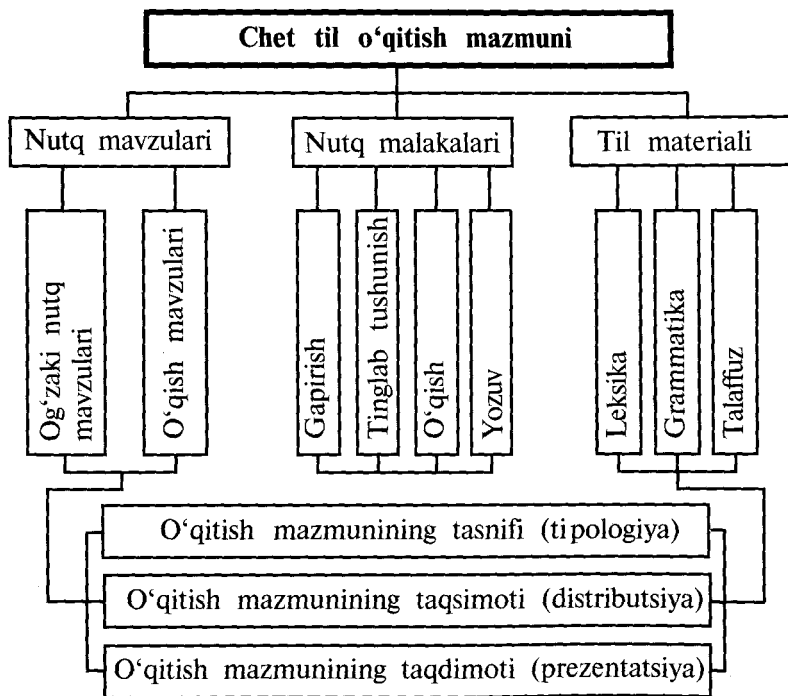 Chet til o‘qitish mazmuni
Nutq mavzulari
Nutq malakalari
Til materiali
Og‘zaki nutq
mavzulari
O‘qish mavzulari
Gapirish
Tinglab tushunish
O‘qish
Yozuv
Leksika
Grammatika
Talaffuz
O‘qitish mazmunining tasnifi (tipologiya)
O‘qitish mazmunining taqsimoti (distributsiya)
O‘qitish mazmunining taqdimoti (prezentatsiya)